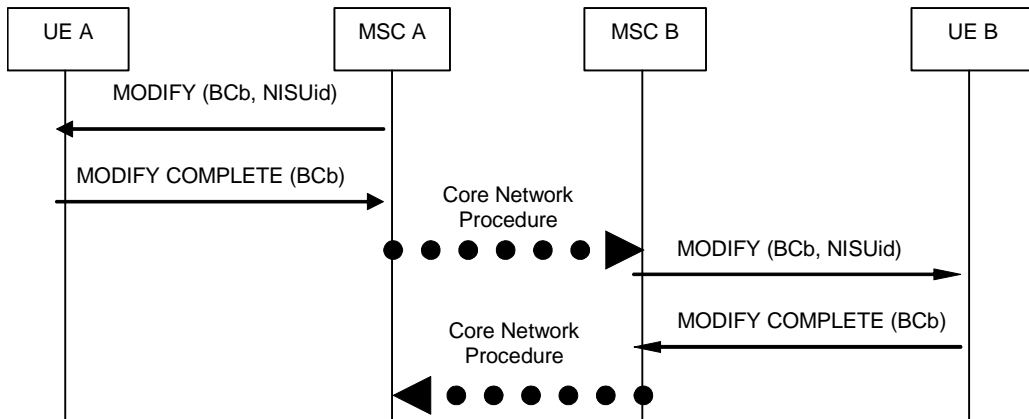 UE A
MSC A
MSC B
UE B
MODIFY (BCb, NISUid)
MODIFY COMPLETE (BCb)
Core Network
Procedure
MODIFY (BCb, NISUid)
MODIFY COMPLETE (BCb)
Core Network
Procedure